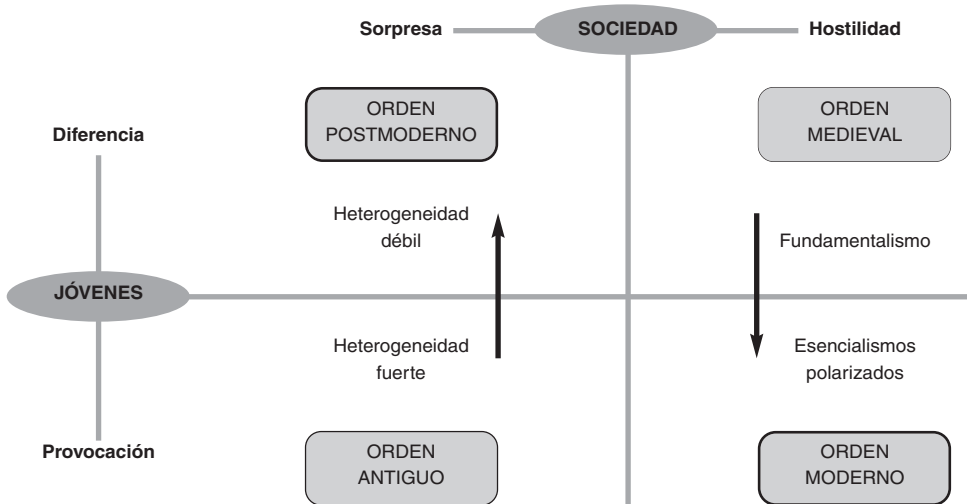 Sorpresa SOCIEDAD Hostilidad
ORDEN
POSTMODERNO
ORDEN
MEDIEVAL
Diferencia
Heterogeneidad
débil
Fundamentalismo
JÓVENES
Heterogeneidad
fuerte
Esencialismos
polarizados
Provocación
ORDEN
ANTIGUO
ORDEN
MODERNO